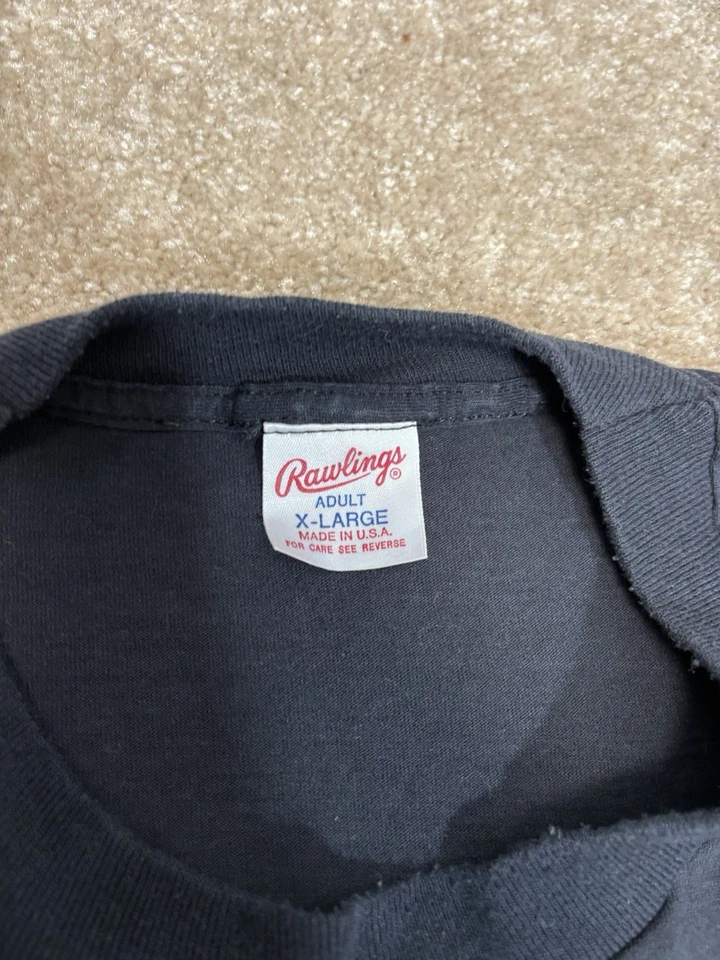 Rawlings®
ADULT
X-LARGE
MADE IN U.S.A.
FOR CARE SEE REVERSE